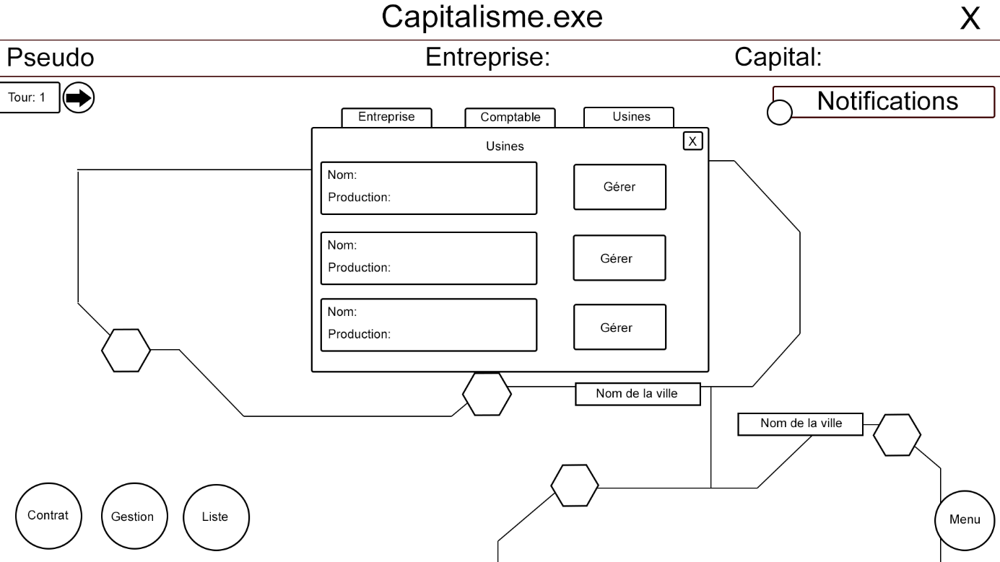 Capitalisme.exe
X
Pseudo
Entreprise:
Capital:
Tour: 1
Notifications
Entreprise
Comptable
Usines
Usines
X
Nom:
Production:
Gérer
Nom:
Production:
Gérer
Nom:
Production:
Gérer
Nom de la ville
Nom de la ville
Contrat
Gestion
Liste
Menu